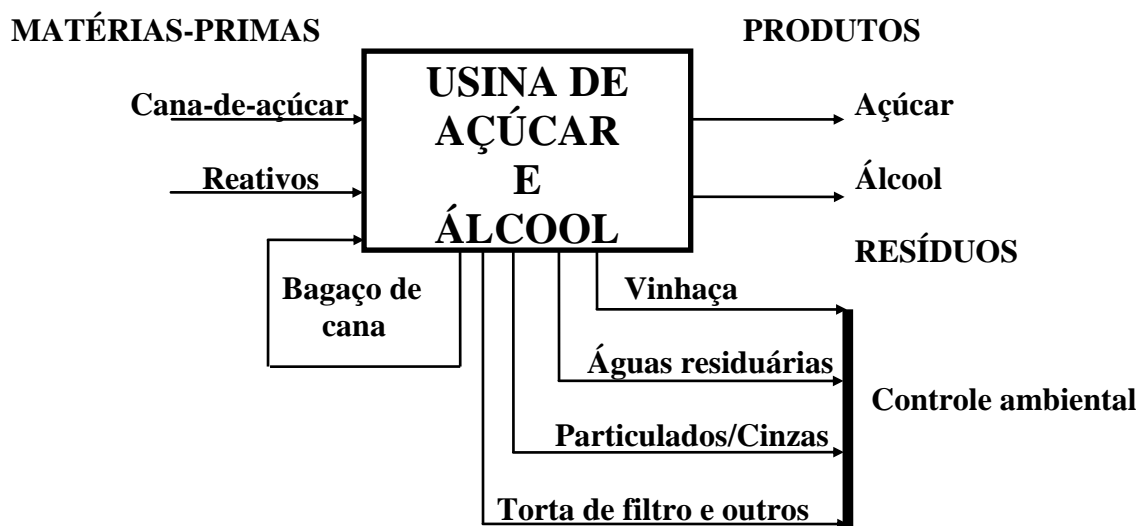 MATÉRIAS-PRIMAS
PRODUTOS
USINA DE
AÇÚCAR
E
ÁLCOOL
Cana-de-açúcar
Reativos
Bagaço de
cana
Açúcar
Álcool
RESÍDUOS
Vinhaça
Águas residuárias
Particulados/Cinzas
Torta de filtro e outros
Controle ambiental